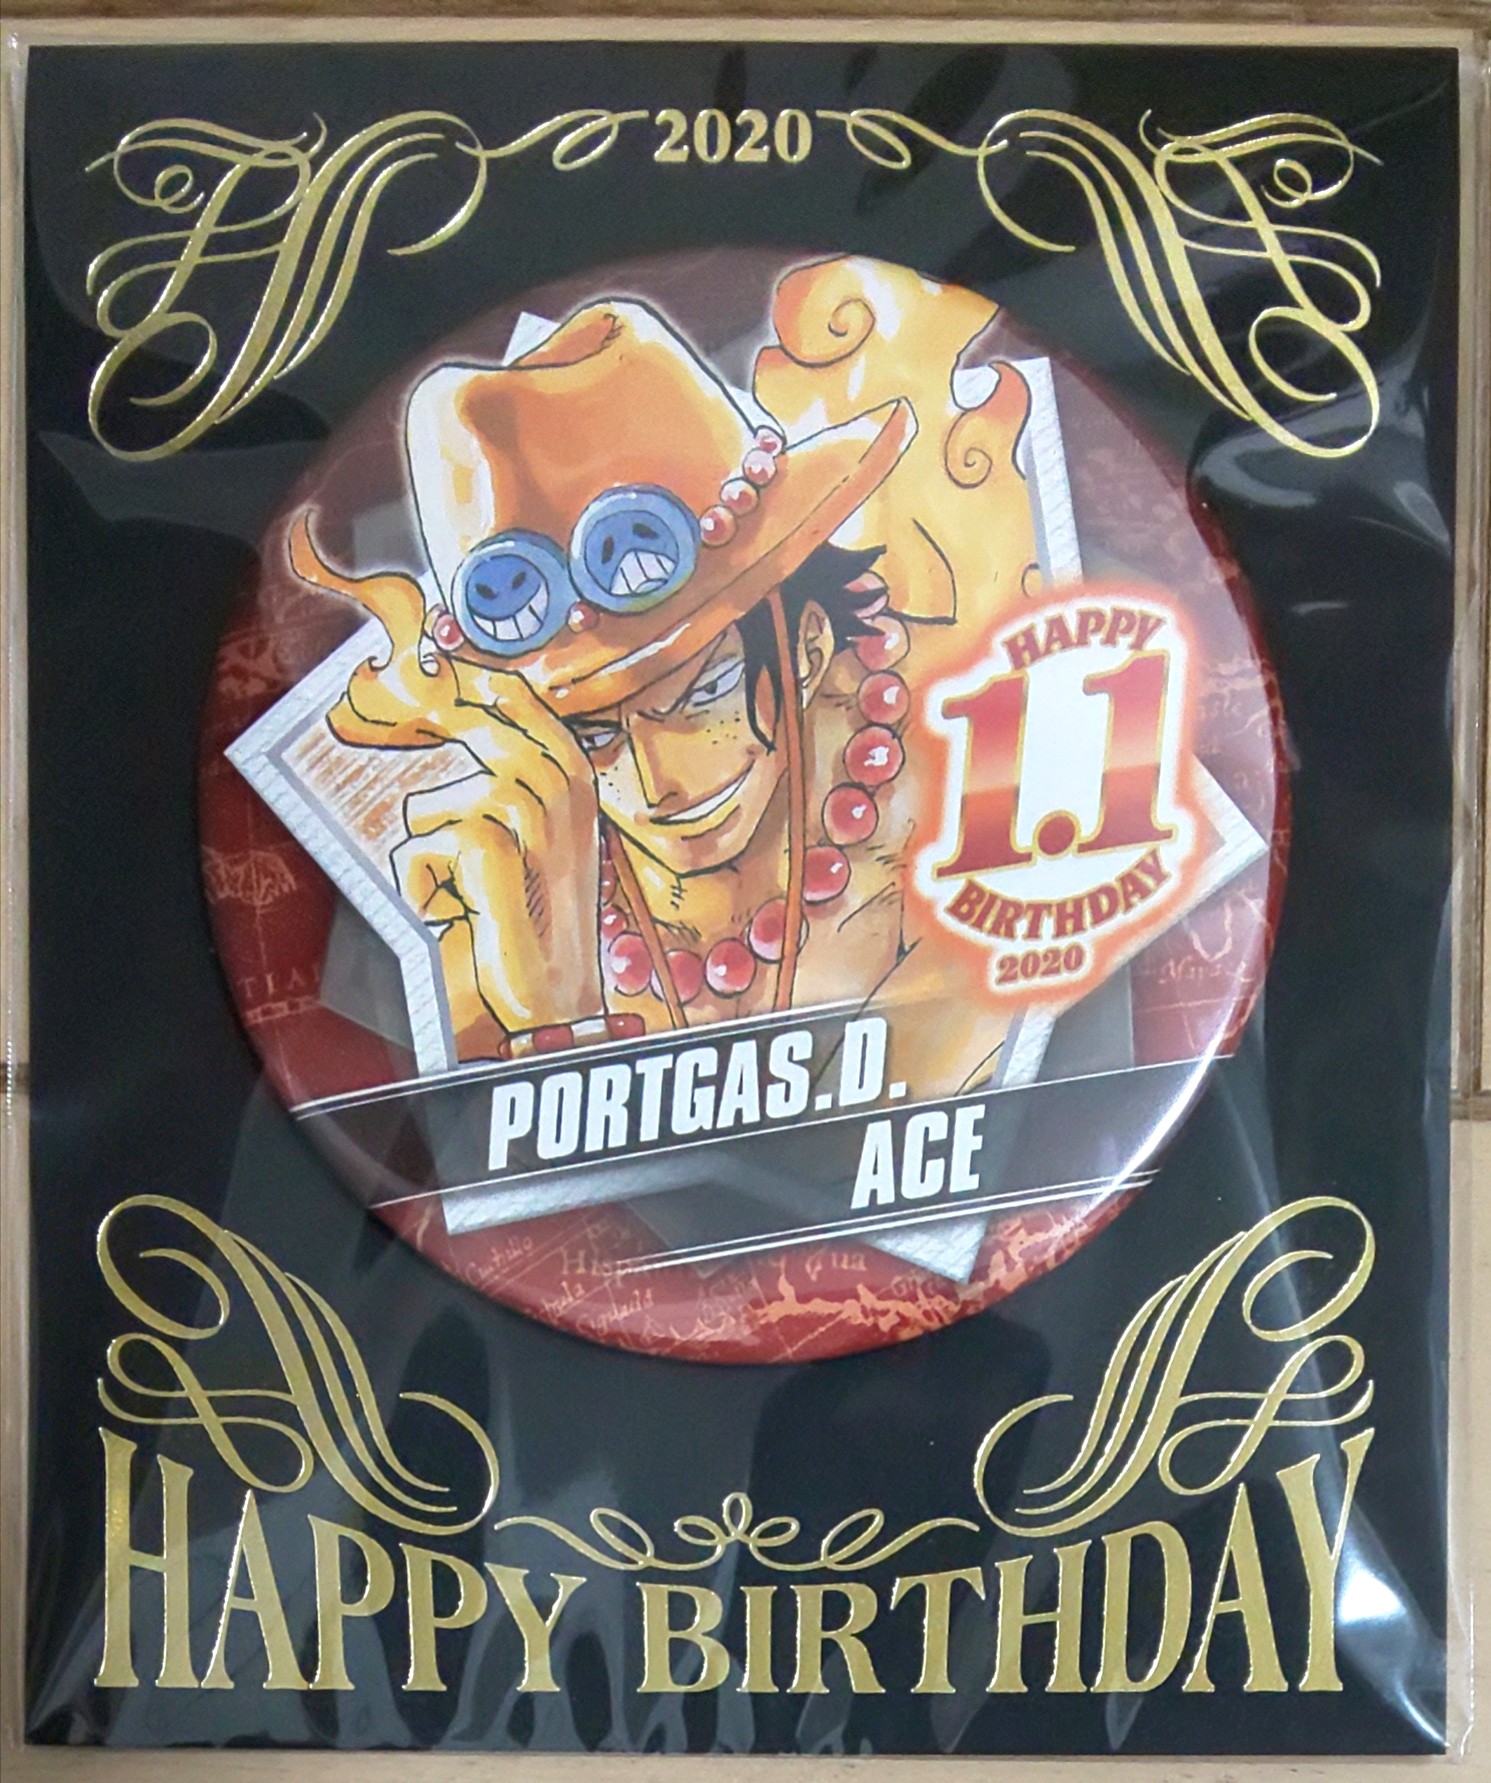 2020
HAPPY
1.1
BIRTHDAY
2020
PORTGAS.D.
ACE
HAPPY BIRTHDAY